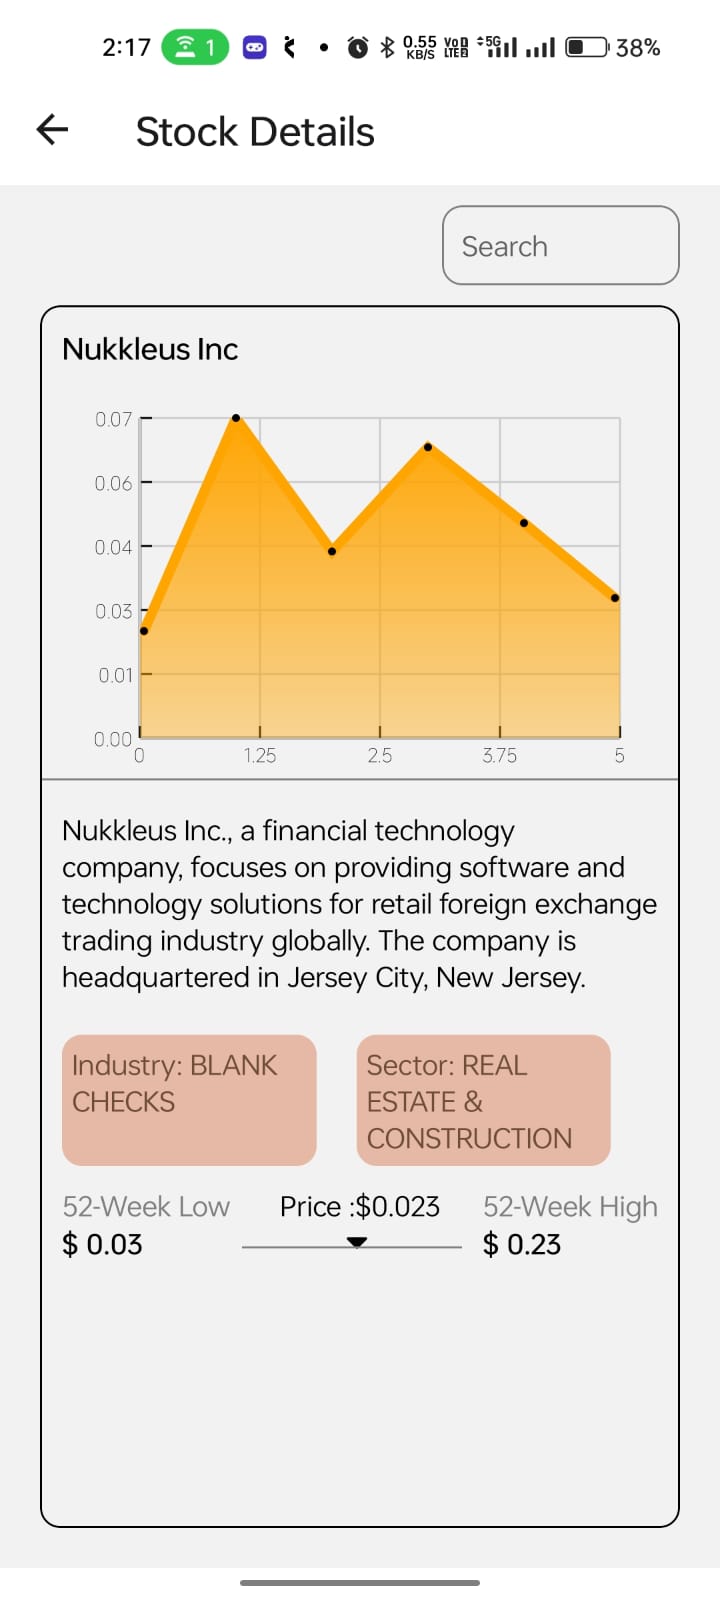 2:17 1 0.55 KB/S VoD LTE 5G 38%
Stock Details
Search
Nukkleus Inc
0.07
0.06
0.04
0.03
0.01
0.00
0 1.25 2.5 3.75 5
Nukkleus Inc., a financial technology
company, focuses on providing software and
technology solutions for retail foreign exchange
trading industry globally. The company is
headquartered in Jersey City, New Jersey.
Industry: BLANK
CHECKS
Sector: REAL
ESTATE &
CONSTRUCTION
52-Week Low Price :$0.023 52-Week High
$ 0.03 $ 0.23